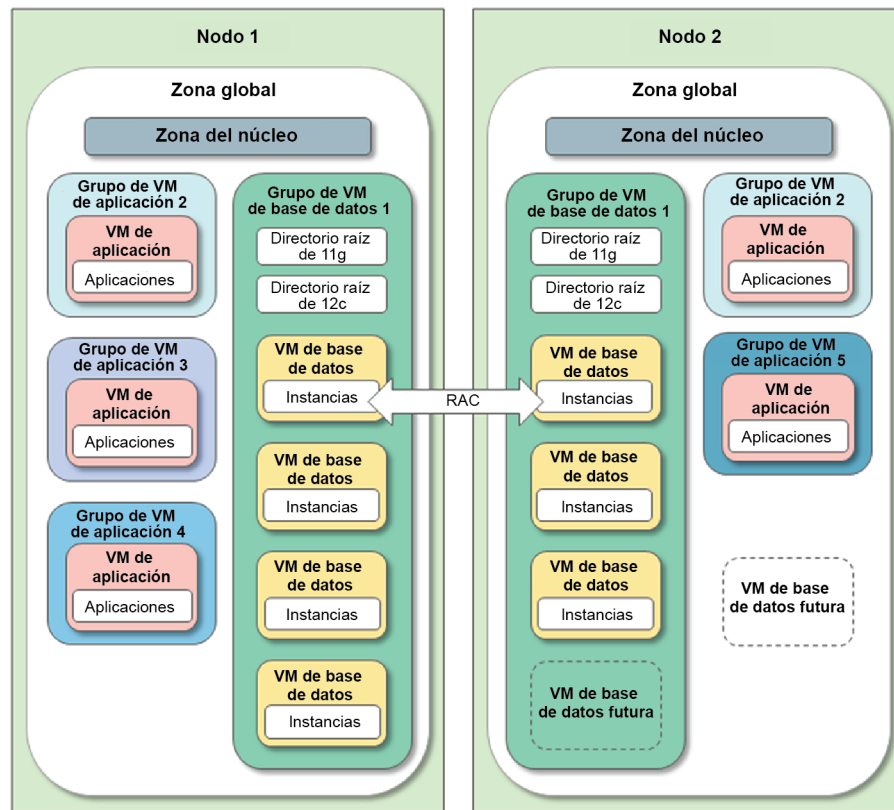 Nodo 1
Zona global
Zona del núcleo
Grupo de VM
de aplicación 2
VM de
aplicación
Aplicaciones
Grupo de VM
de aplicación 3
VM de
aplicación
Aplicaciones
Grupo de VM
de aplicación 4
VM de
aplicación
Aplicaciones
Grupo de VM
de base de datos 1
Directorio raíz
de 11g
Directorio raíz
de 12c
VM de base
de datos
Instancias
VM de base
de datos
Instancias
VM de base
de datos
Instancias
VM de base
de datos
Instancias
RAC
Nodo 2
Zona global
Zona del núcleo
Grupo de VM
de base de datos 1
Directorio raíz
de 11g
Directorio raíz
de 12c
VM de base
de datos
Instancias
VM de base
de datos
Instancias
VM de base
de datos
Instancias
VM de base
de datos futura
Grupo de VM
de aplicación 2
VM de
aplicación
Aplicaciones
Grupo de VM
de aplicación 5
VM de
aplicación
Aplicaciones
VM de base
de datos futura